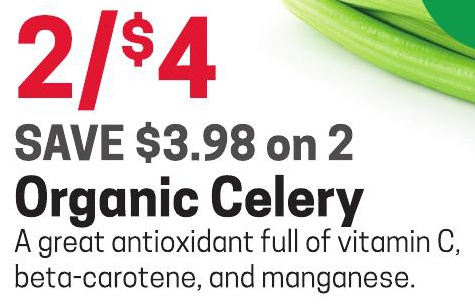 2/$4
SAVE $3.98 on 2
Organic Celery
A great antioxidant full of vitamin C,
beta-carotene, and manganese.